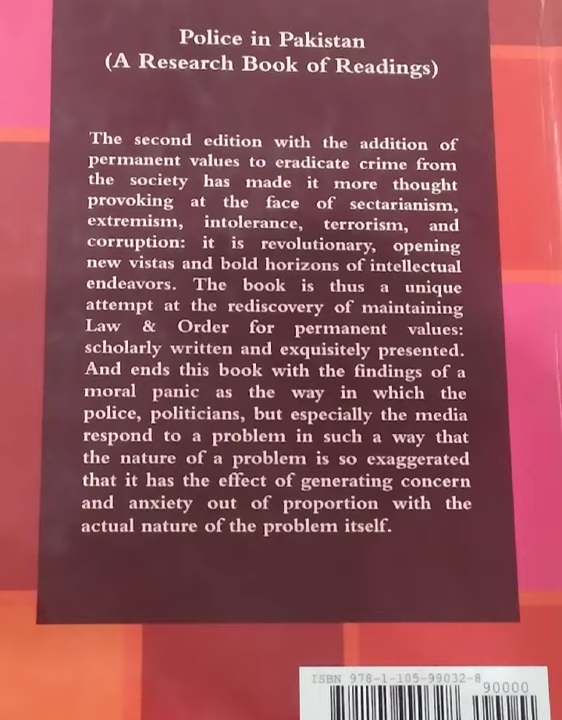 Police in Pakistan
(A Research Book of Readings)
The second edition with the addition of
permanent values to eradicate crime from
the society has made it more thought
provoking at the face of sectarianism,
extremism, intolerance, terrorism, and
corruption: it is revolutionary, opening
new vistas and bold horizons of intellectual
endeavors. The book is thus a unique
attempt at the rediscovery of maintaining
Law & Order for permanent values:
scholarly written and exquisitely presented.
And ends this book with the findings of a
moral panic as the way in which the
police, politicians, but especially the media
respond to a problem in such a way that
the nature of a problem is so exaggerated
that it has the effect of generating concern
and anxiety out of proportion with the
actual nature of the problem itself.
ISBN 978-1-105-99032-8
90000